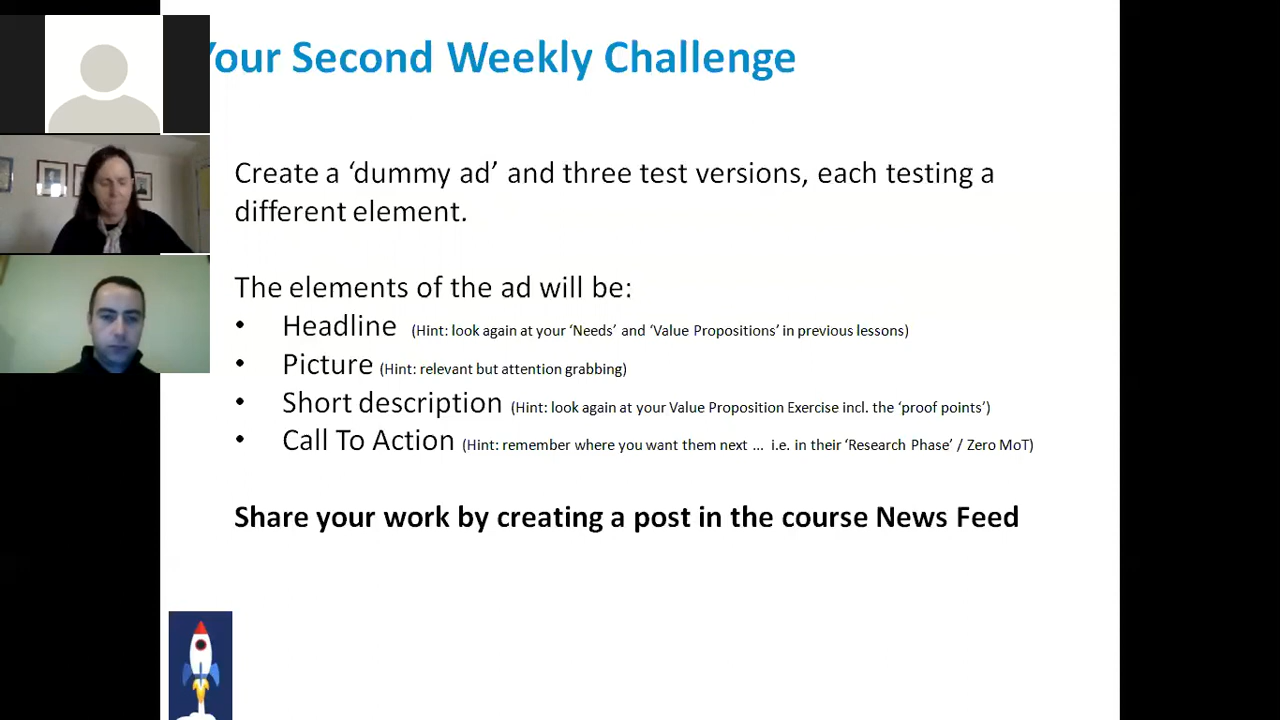 Your Second Weekly Challenge
Create a ‘dummy ad’ and three test versions, each testing a
different element.
The elements of the ad will be:
• Headline (Hint: look again at your ‘Needs’ and ‘Value Propositions’ in previous lessons)
• Picture (Hint: relevant but attention grabbing)
• Short description (Hint: look again at your Value Proposition Exercise incl. the ‘proof points’)
• Call To Action (Hint: remember where you want them next ... i.e. in their ‘Research Phase’ / Zero MoT)
Share your work by creating a post in the course News Feed